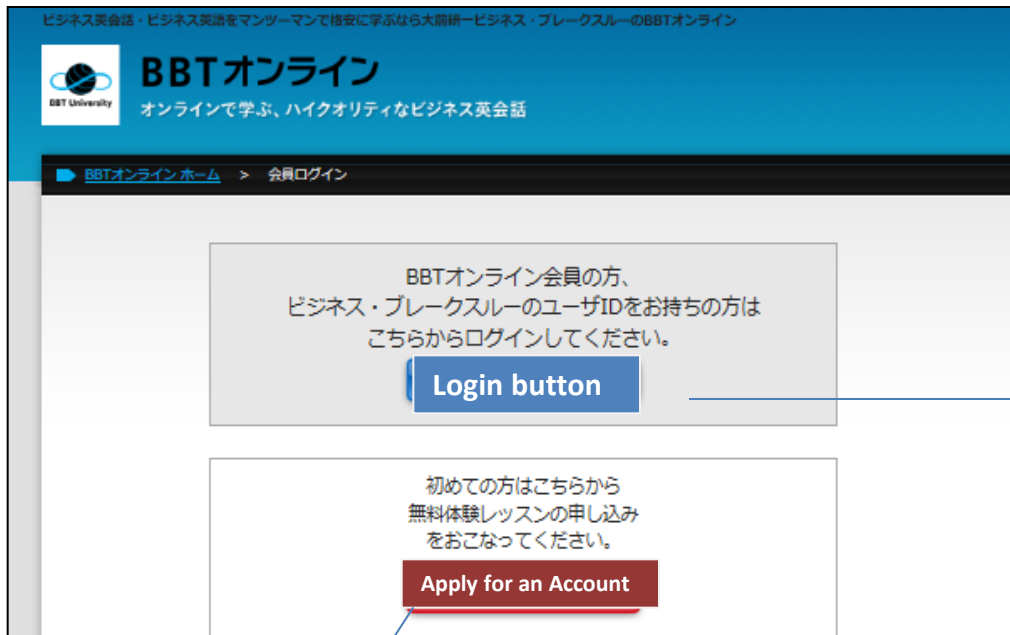 ビジネス英会話・ビジネス英語をマンツーマンで格安に学ぶなら大前研一ビジネス・ブレークスルーのBBTオンライン
BBTオンライン
BBT University
オンラインで学ぶ、ハイクオリティなビジネス英会話
BBTオンライン ホーム > 会員ログイン
BBTオンライン会員の方、
ビジネス・ブレークスルーのユーザIDをお持ちの方は
こちらからログインしてください。
Login button
初めての方はこちらから
無料体験レッスンの申し込み
をおこなってください。
Apply for an Account